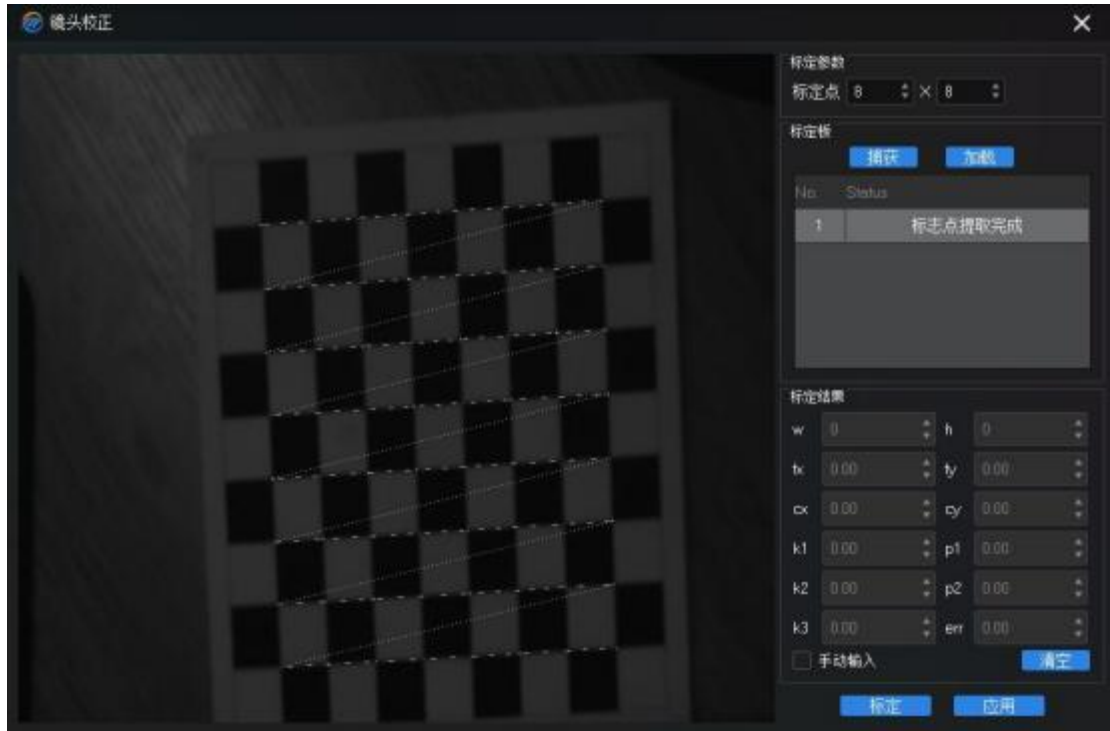 镜头校正
标定参数
标定点 8 × 8
标定板
捕获 加载
No. Status
1 标志点提取完成
标定结果
w 0 h 0
fx 0.00 fy 0.00
cx 0.00 cy 0.00
k1 0.00 p1 0.00
k2 0.00 p2 0.00
k3 0.00 err 0.00
手动输入 清空
标定 应用